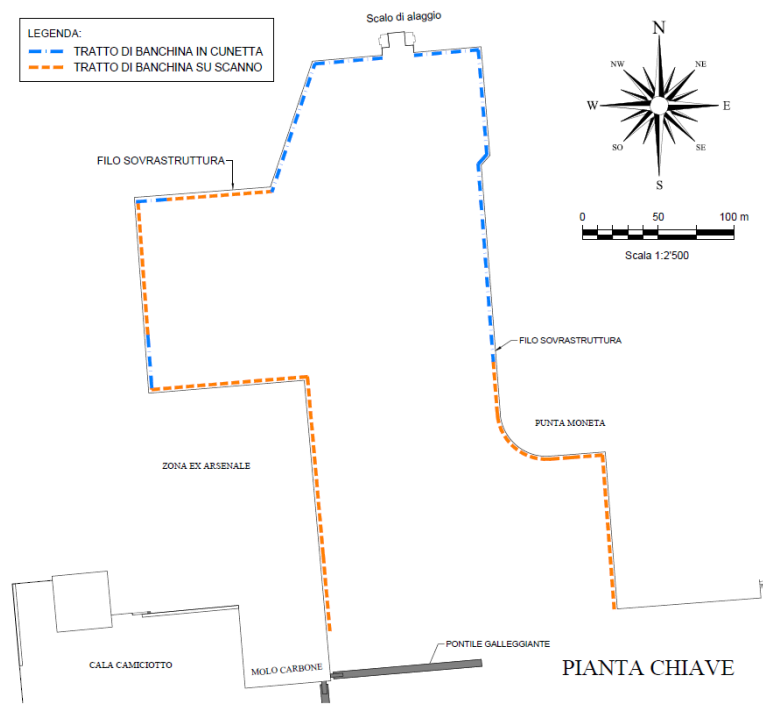 Scalo di alaggio
LEGENDA:
TRATTO DI BANCHINA IN CUNETTA
TRATTO DI BANCHINA SU SCANNO
N
NW
NE
W
E
SO
SE
S
FILO SOVRASTRUTTURA
0 50 100 m
Scala 1:2'500
FILO SOVRASTRUTTURA
PUNTA MONETA
ZONA EX ARSENALE
PONTILE GALLEGGIANTE
CALA CAMICIOTTO
MOLO CARBONE
PIANTA CHIAVE